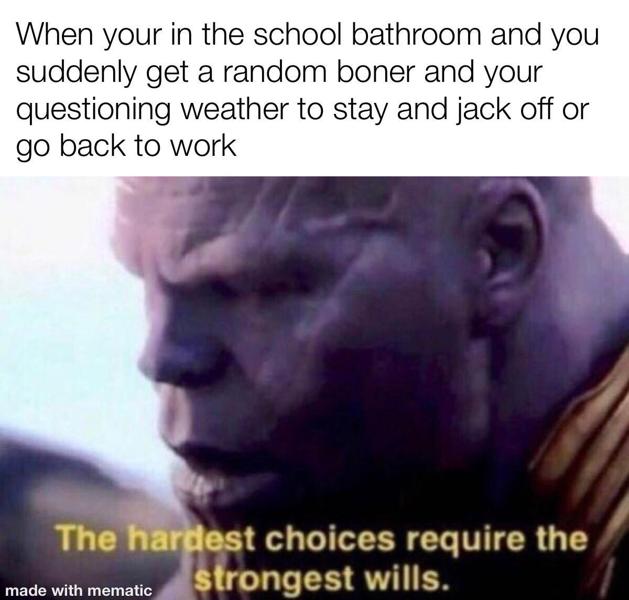 When your in the school bathroom and you
suddenly get a random boner and your
questioning weather to stay and jack off or
go back to work
The hardest choices require the
strongest wills.
made with mematic